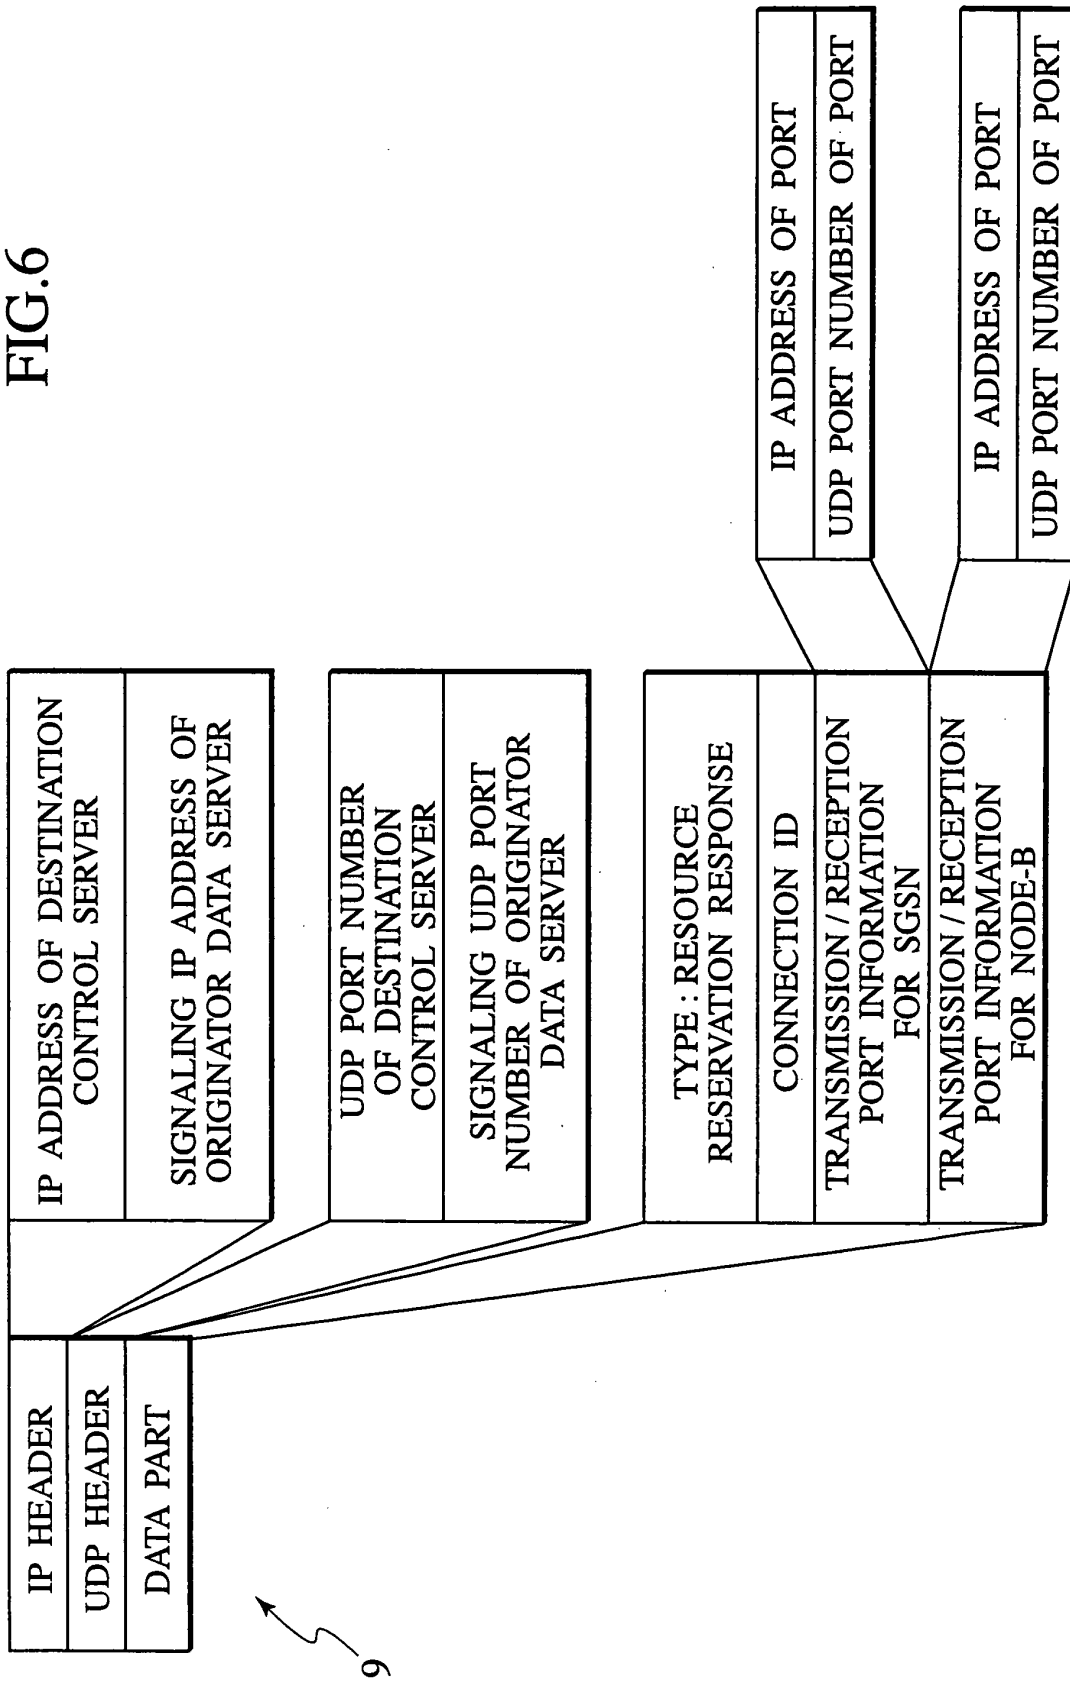 FIG.6
IP HEADER
UDP HEADER
DATA PART
9
IP ADDRESS OF DESTINATION
CONTROL SERVER
SIGNALING IP ADDRESS OF
ORIGINATOR DATA SERVER
UDP PORT NUMBER
OF DESTINATION
CONTROL SERVER
SIGNALING UDP PORT
NUMBER OF ORIGINATOR
DATA SERVER
TYPE : RESOURCE
RESERVATION RESPONSE
CONNECTION ID
TRANSMISSION / RECEPTION
PORT INFORMATION
FOR SGSN
TRANSMISSION / RECEPTION
PORT INFORMATION
FOR NODE-B
IP ADDRESS OF PORT
UDP PORT NUMBER OF PORT
IP ADDRESS OF PORT
UDP PORT NUMBER OF PORT